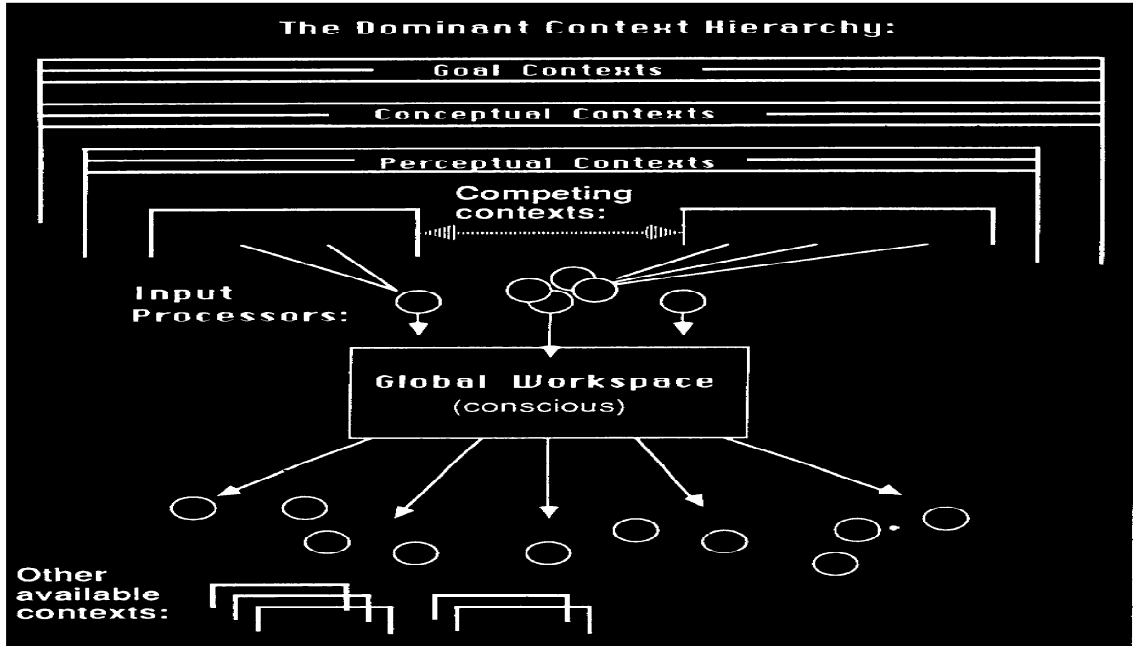 The Dominant Context Hierarchy:
Goal Contexts
Conceptual Contexts
Perceptual Contexts
Competing
contexts:
Input
Processors:
Global Workspace
(conscious)
Other
available
contexts: